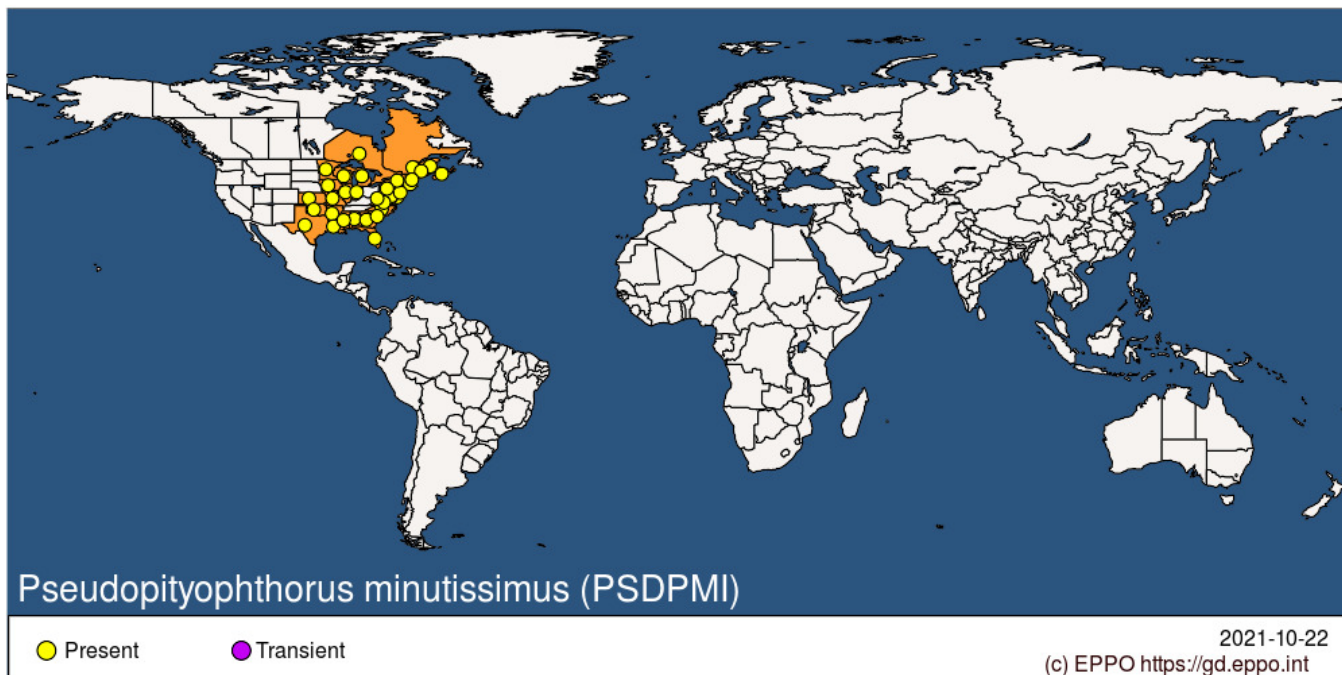 Pseudopityophthorus minutissimus (PSDPMI)
Present
Transient
2021-10-22
(c) EPPO https://gd.eppo.int